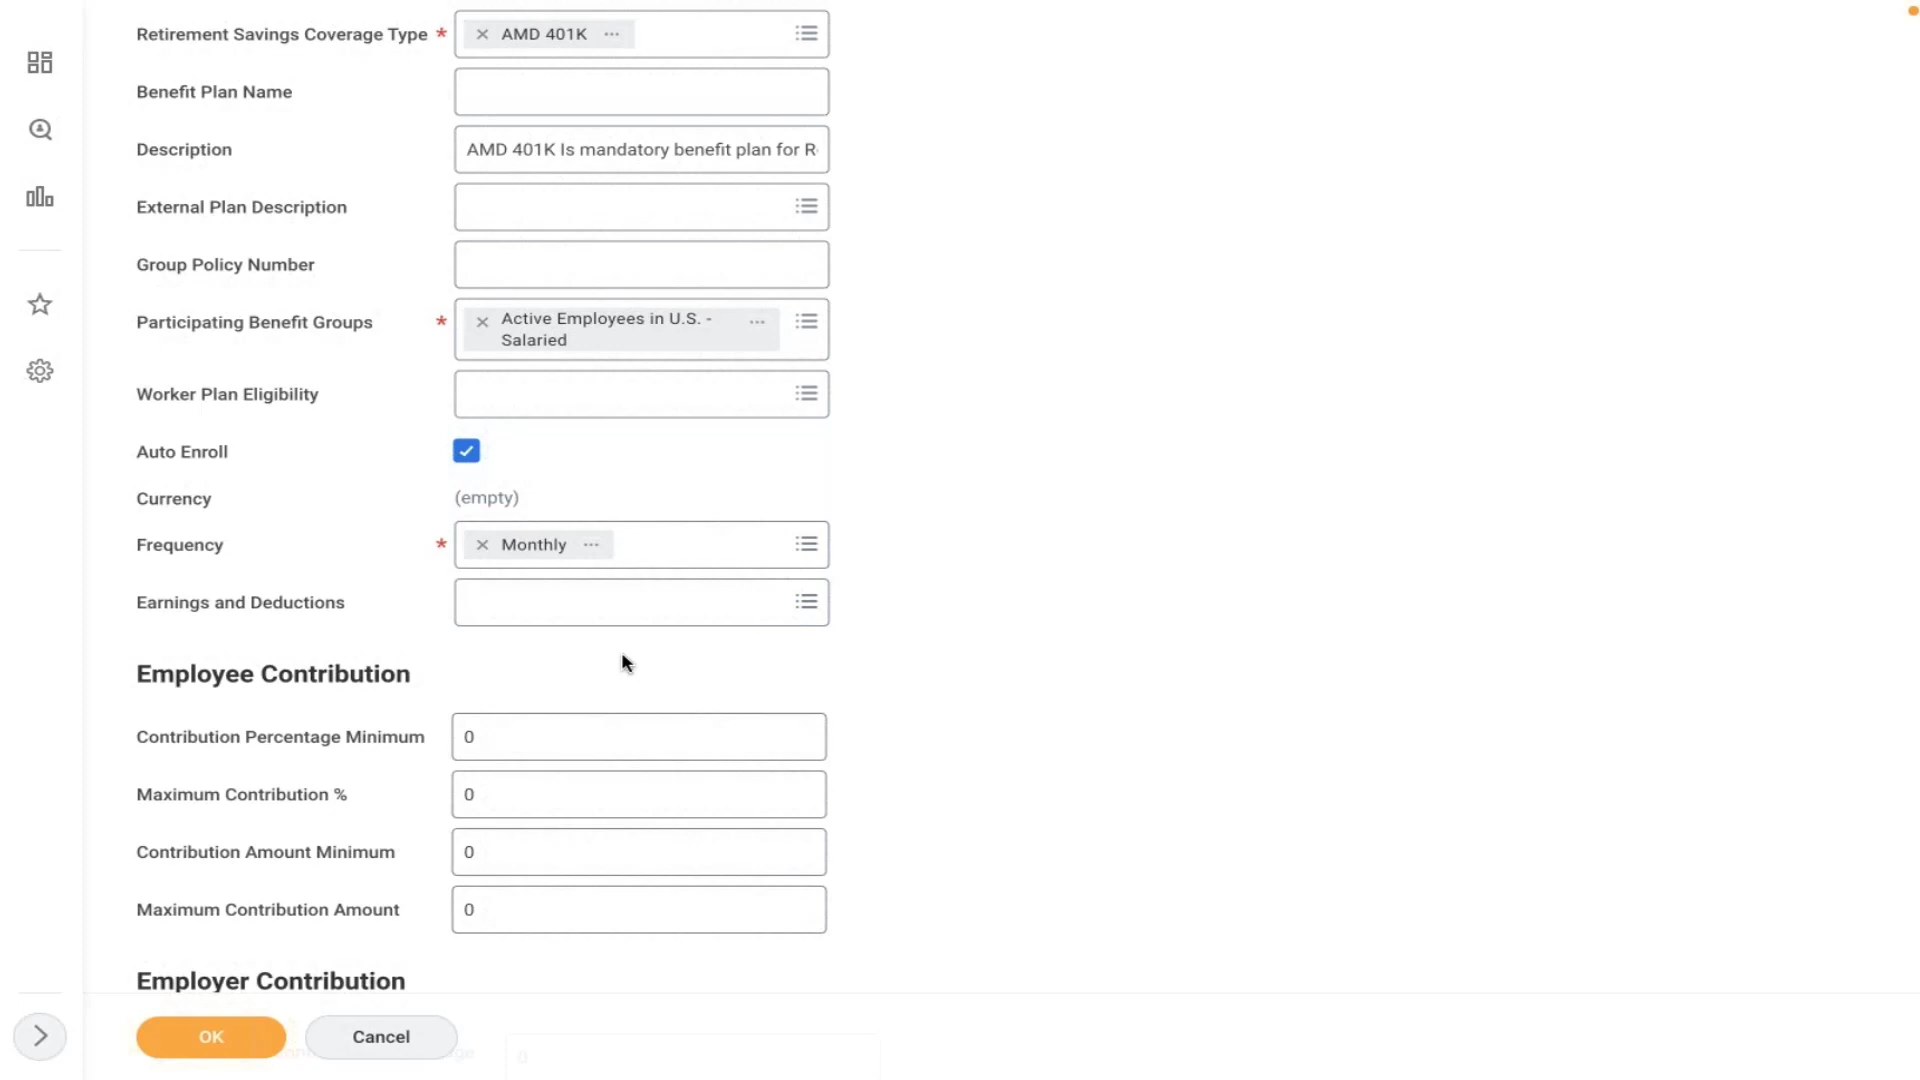 Retirement Savings Coverage Type *
AMD 401K
Benefit Plan Name
Description
AMD 401K Is mandatory benefit plan for R
External Plan Description
Group Policy Number
Participating Benefit Groups *
Active Employees in U.S. -
Salaried
Worker Plan Eligibility
Auto Enroll
Currency
(empty)
Frequency *
Monthly
Earnings and Deductions
Employee Contribution
Contribution Percentage Minimum
0
Maximum Contribution %
0
Contribution Amount Minimum
0
Maximum Contribution Amount
0
Employer Contribution
OK
Cancel
0